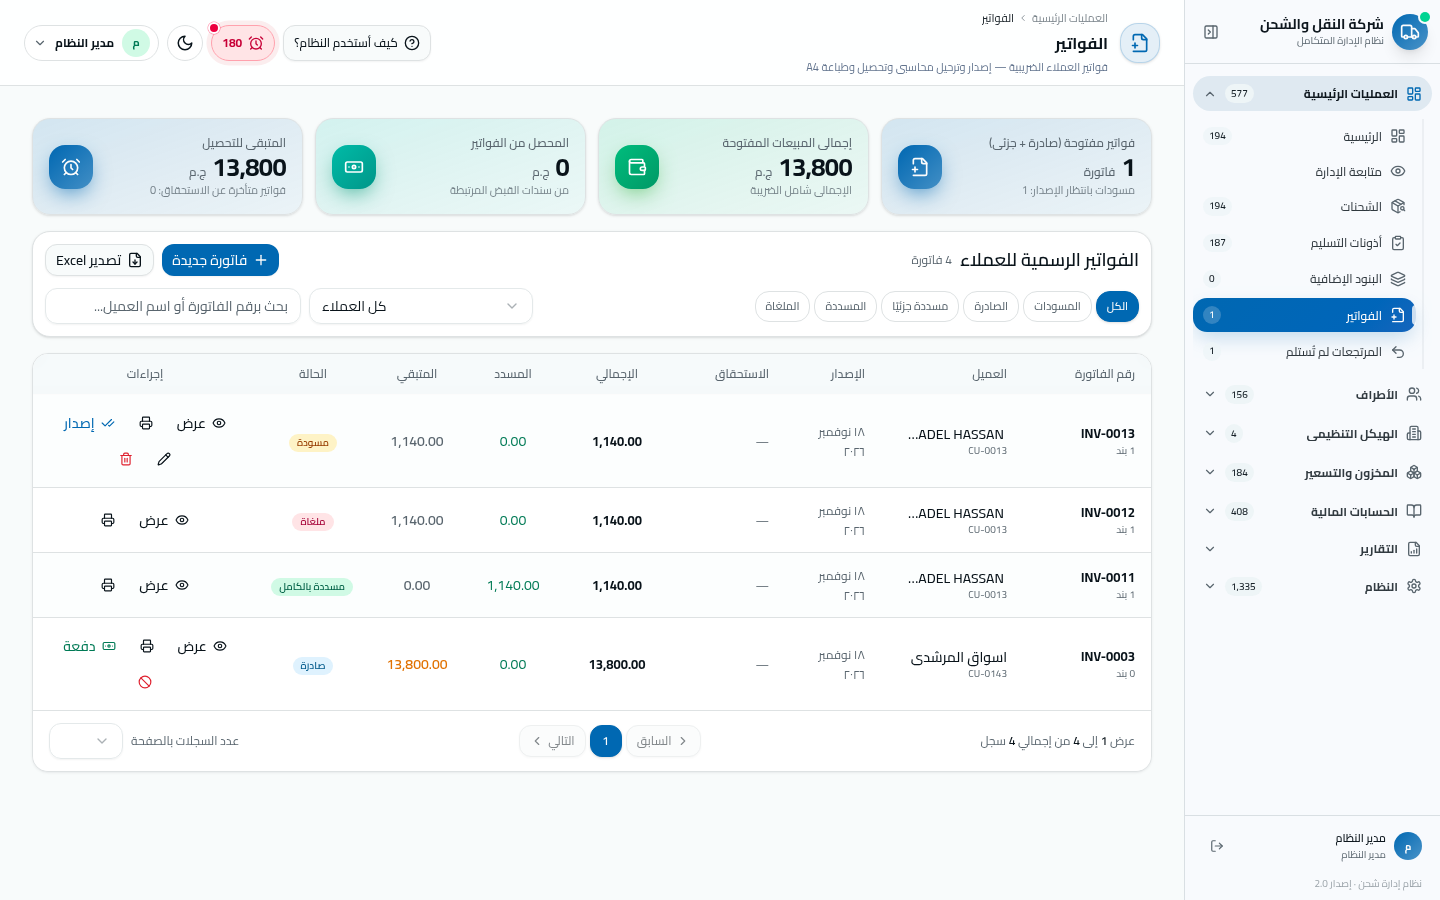 شركة النقل والشحن
نظام الإدارة المتكامل
العمليات الرئيسية
577
الرئيسية
194
متابعة الإدارة
الشحنات
194
أذونات التسليم
187
البنود الإضافية
0
الفواتير
1
المرتجعات لم تُستلم
1
الأطراف
156
الهيكل التنظيمي
4
المخزون والتسعير
184
الحسابات المالية
408
التقارير
النظام
1,335
م
مدير النظام
مدير النظام
نظام إدارة شحن · إصدار 2.0
العمليات الرئيسية
الفواتير
الفواتير
فواتير العملاء الضريبية — إصدار وترحيل محاسبي وتحصيل وطباعة A4
كيف أستخدم النظام؟
180
م
مدير النظام
فواتير مفتوحة (صادرة + جزئي)
1 فاتورة
مسودات بانتظار الإصدار: 1
إجمالي المبيعات المفتوحة
13,800 ج.م
الإجمالي شامل الضريبة
المحصل من الفواتير
0 ج.م
من سندات القبض المرتبطة
المتبقي للتحصيل
13,800 ج.م
فواتير متأخرة عن الاستحقاق: 0
الفواتير الرسمية للعملاء
4 فاتورة
فاتورة جديدة
تصدير Excel
الكل
المسودات
الصادرة
مسددة جزئيًا
المسددة
الملغاة
كل العملاء
بحث برقم الفاتورة أو اسم العميل...
رقم الفاتورة العميل الإصدار الاستحقاق الإجمالي المسدد المتبقي الحالة إجراءات
INV-0013
1 بند
ADEL HASSAN...
CU-0013
١٨ نوفمبر
٢٠٢٦
—
1,140.00
0.00
1,140.00
مسودة
عرض
إصدار
INV-0012
1 بند
ADEL HASSAN...
CU-0013
١٨ نوفمبر
٢٠٢٦
—
1,140.00
0.00
1,140.00
ملغاة
عرض
INV-0011
1 بند
ADEL HASSAN...
CU-0013
١٨ نوفمبر
٢٠٢٦
—
1,140.00
1,140.00
0.00
مسددة بالكامل
عرض
INV-0003
0 بند
اسواق المرشدى
CU-0143
١٨ نوفمبر
٢٠٢٦
—
13,800.00
0.00
13,800.00
صادرة
عرض
دفعة
عرض 1 إلى 4 من إجمالي 4 سجل
السابق
1
التالي
عدد السجلات بالصفحة